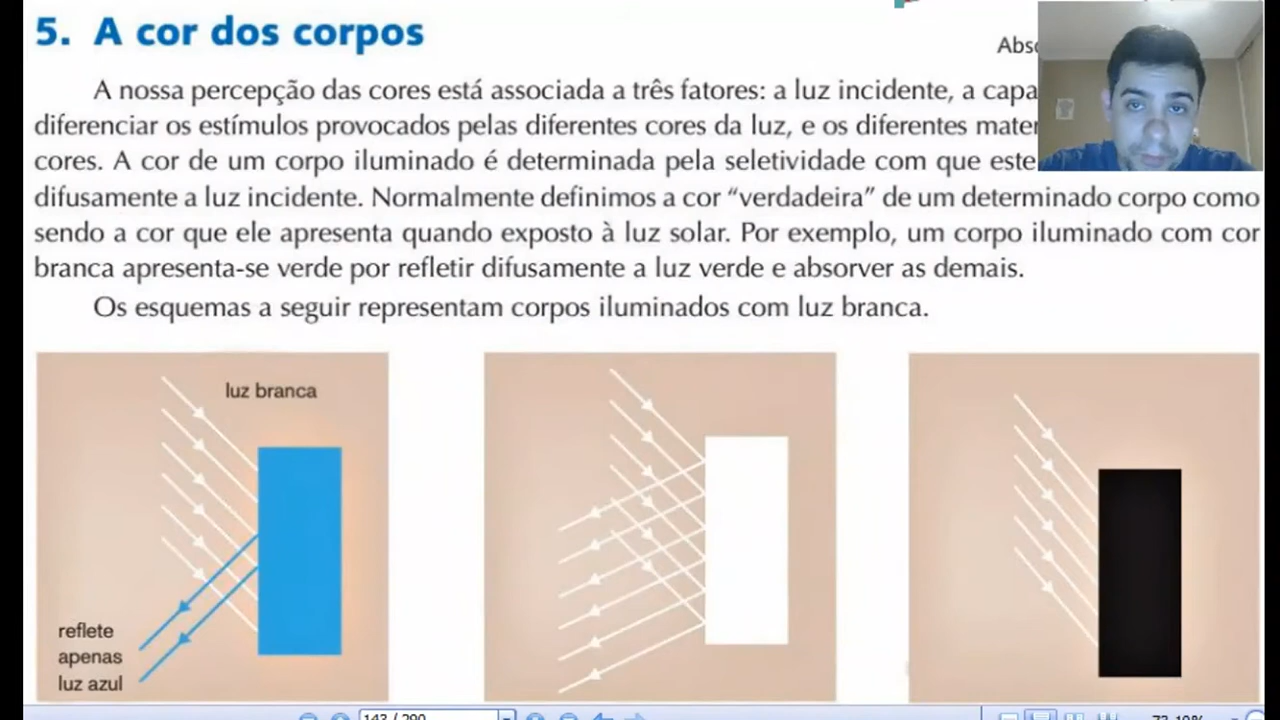 5. A cor dos corpos
A nossa percepção das cores está associada a três fatores: a luz incidente, a
diferenciar os estímulos provocados pelas diferentes cores da luz, e os diferentes
cores. A cor de um corpo iluminado é determinada pela seletividade com que este
difusamente a luz incidente. Normalmente definimos a cor “verdadeira” de um determinado corpo como
sendo a cor que ele apresenta quando exposto à luz solar. Por exemplo, um corpo iluminado com cor
branca apresenta-se verde por refletir difusamente a luz verde e absorver as demais.
Os esquemas a seguir representam corpos iluminados com luz branca.
luz branca
reflete
apenas
luz azul
143 / 290